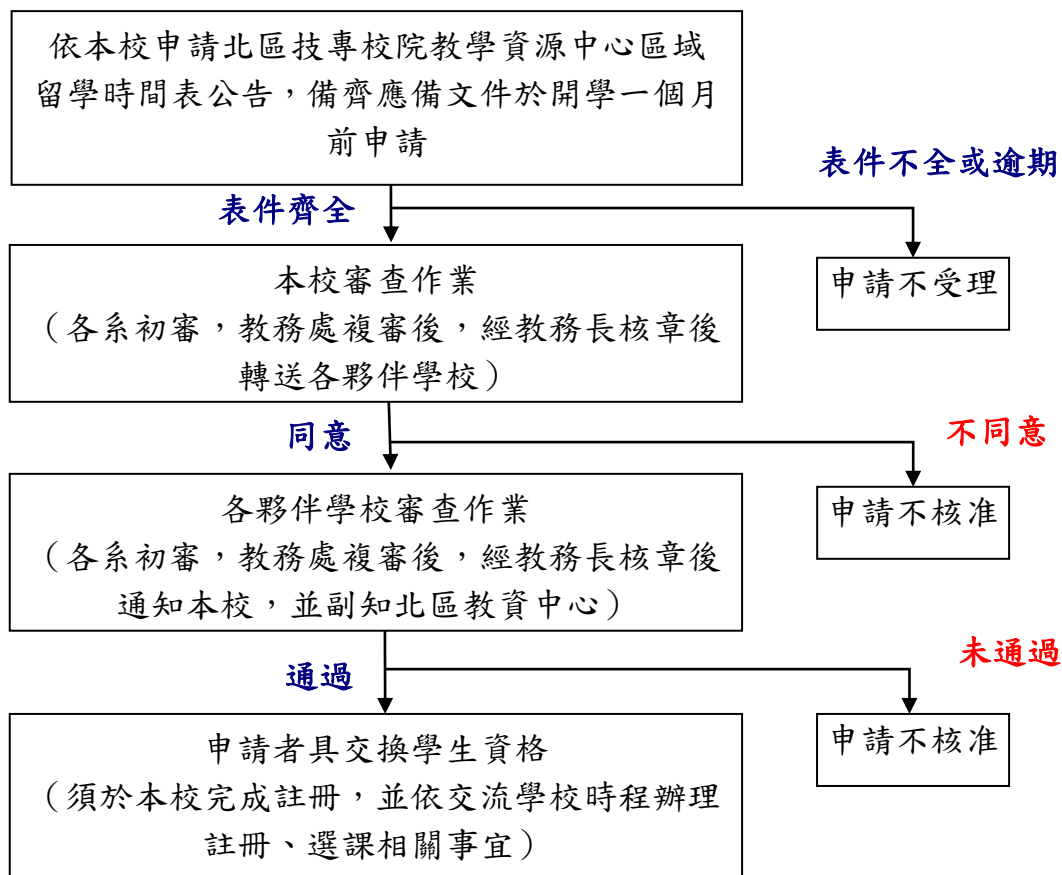 依本校申請北區技專校院教學資源中心區域
留學時間表公告，備齊應備文件於開學一個月
前申請
表件不全或逾期
表件齊全
本校審查作業
（各系初審，教務處複審後，經教務長核章後
轉送各夥伴學校）
申請不受理
同意
不同意
各夥伴學校審查作業
（各系初審，教務處複審後，經教務長核章後
通知本校，並副知北區教資中心）
申請不核准
通過
未通過
申請者具交換學生資格
（須於本校完成註冊，並依交流學校時程辦理
註冊、選課相關事宜）
申請不核准